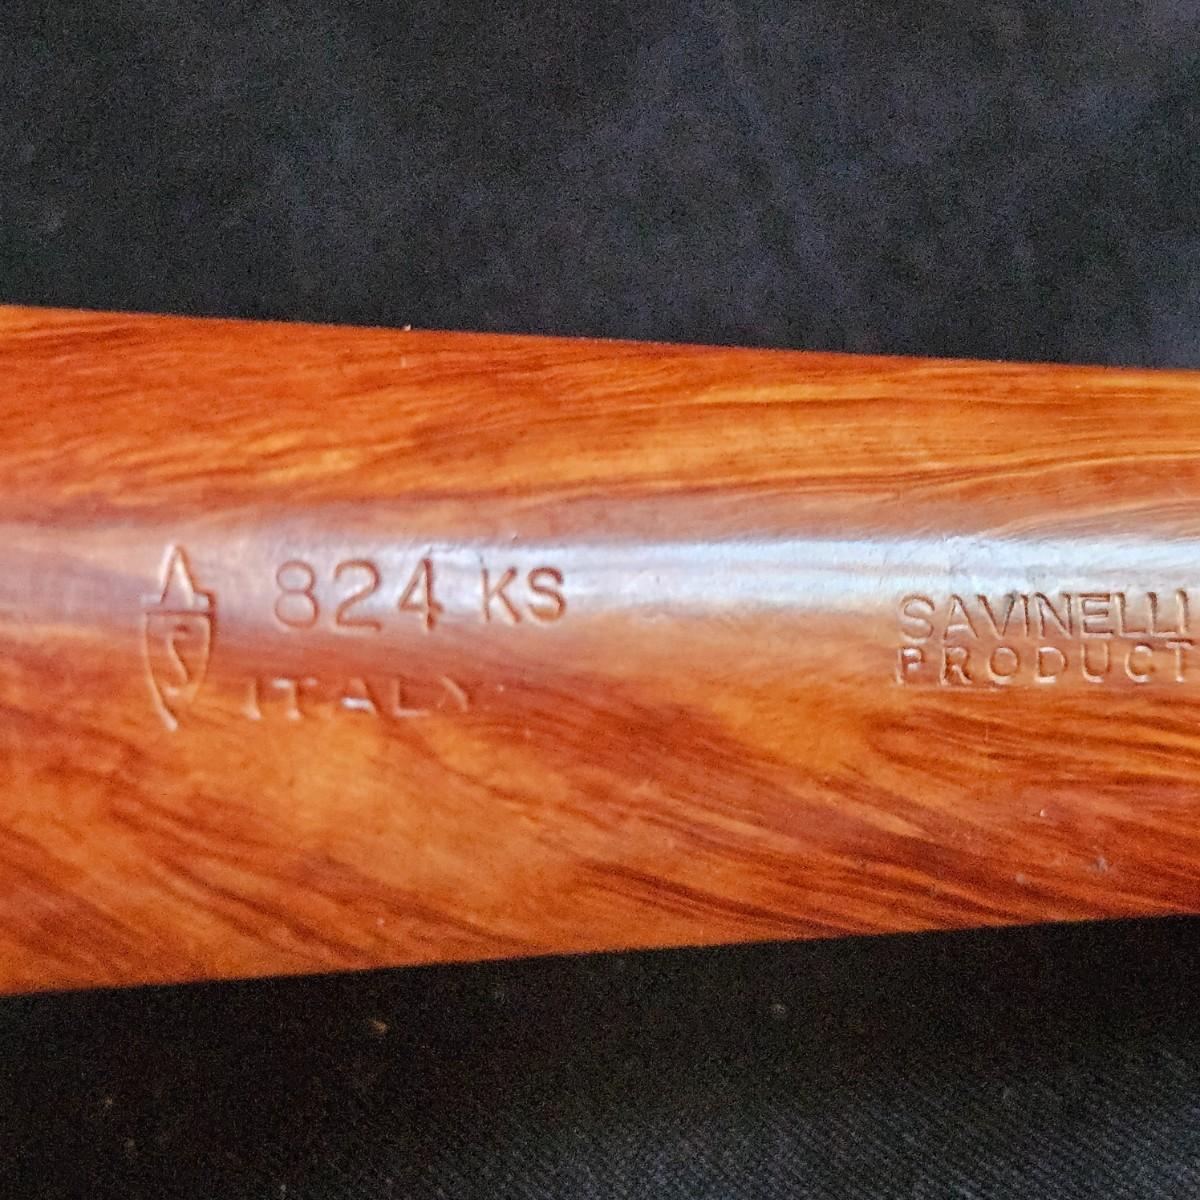 824 KS
ITALY
SAVINELLI
PRODUCT